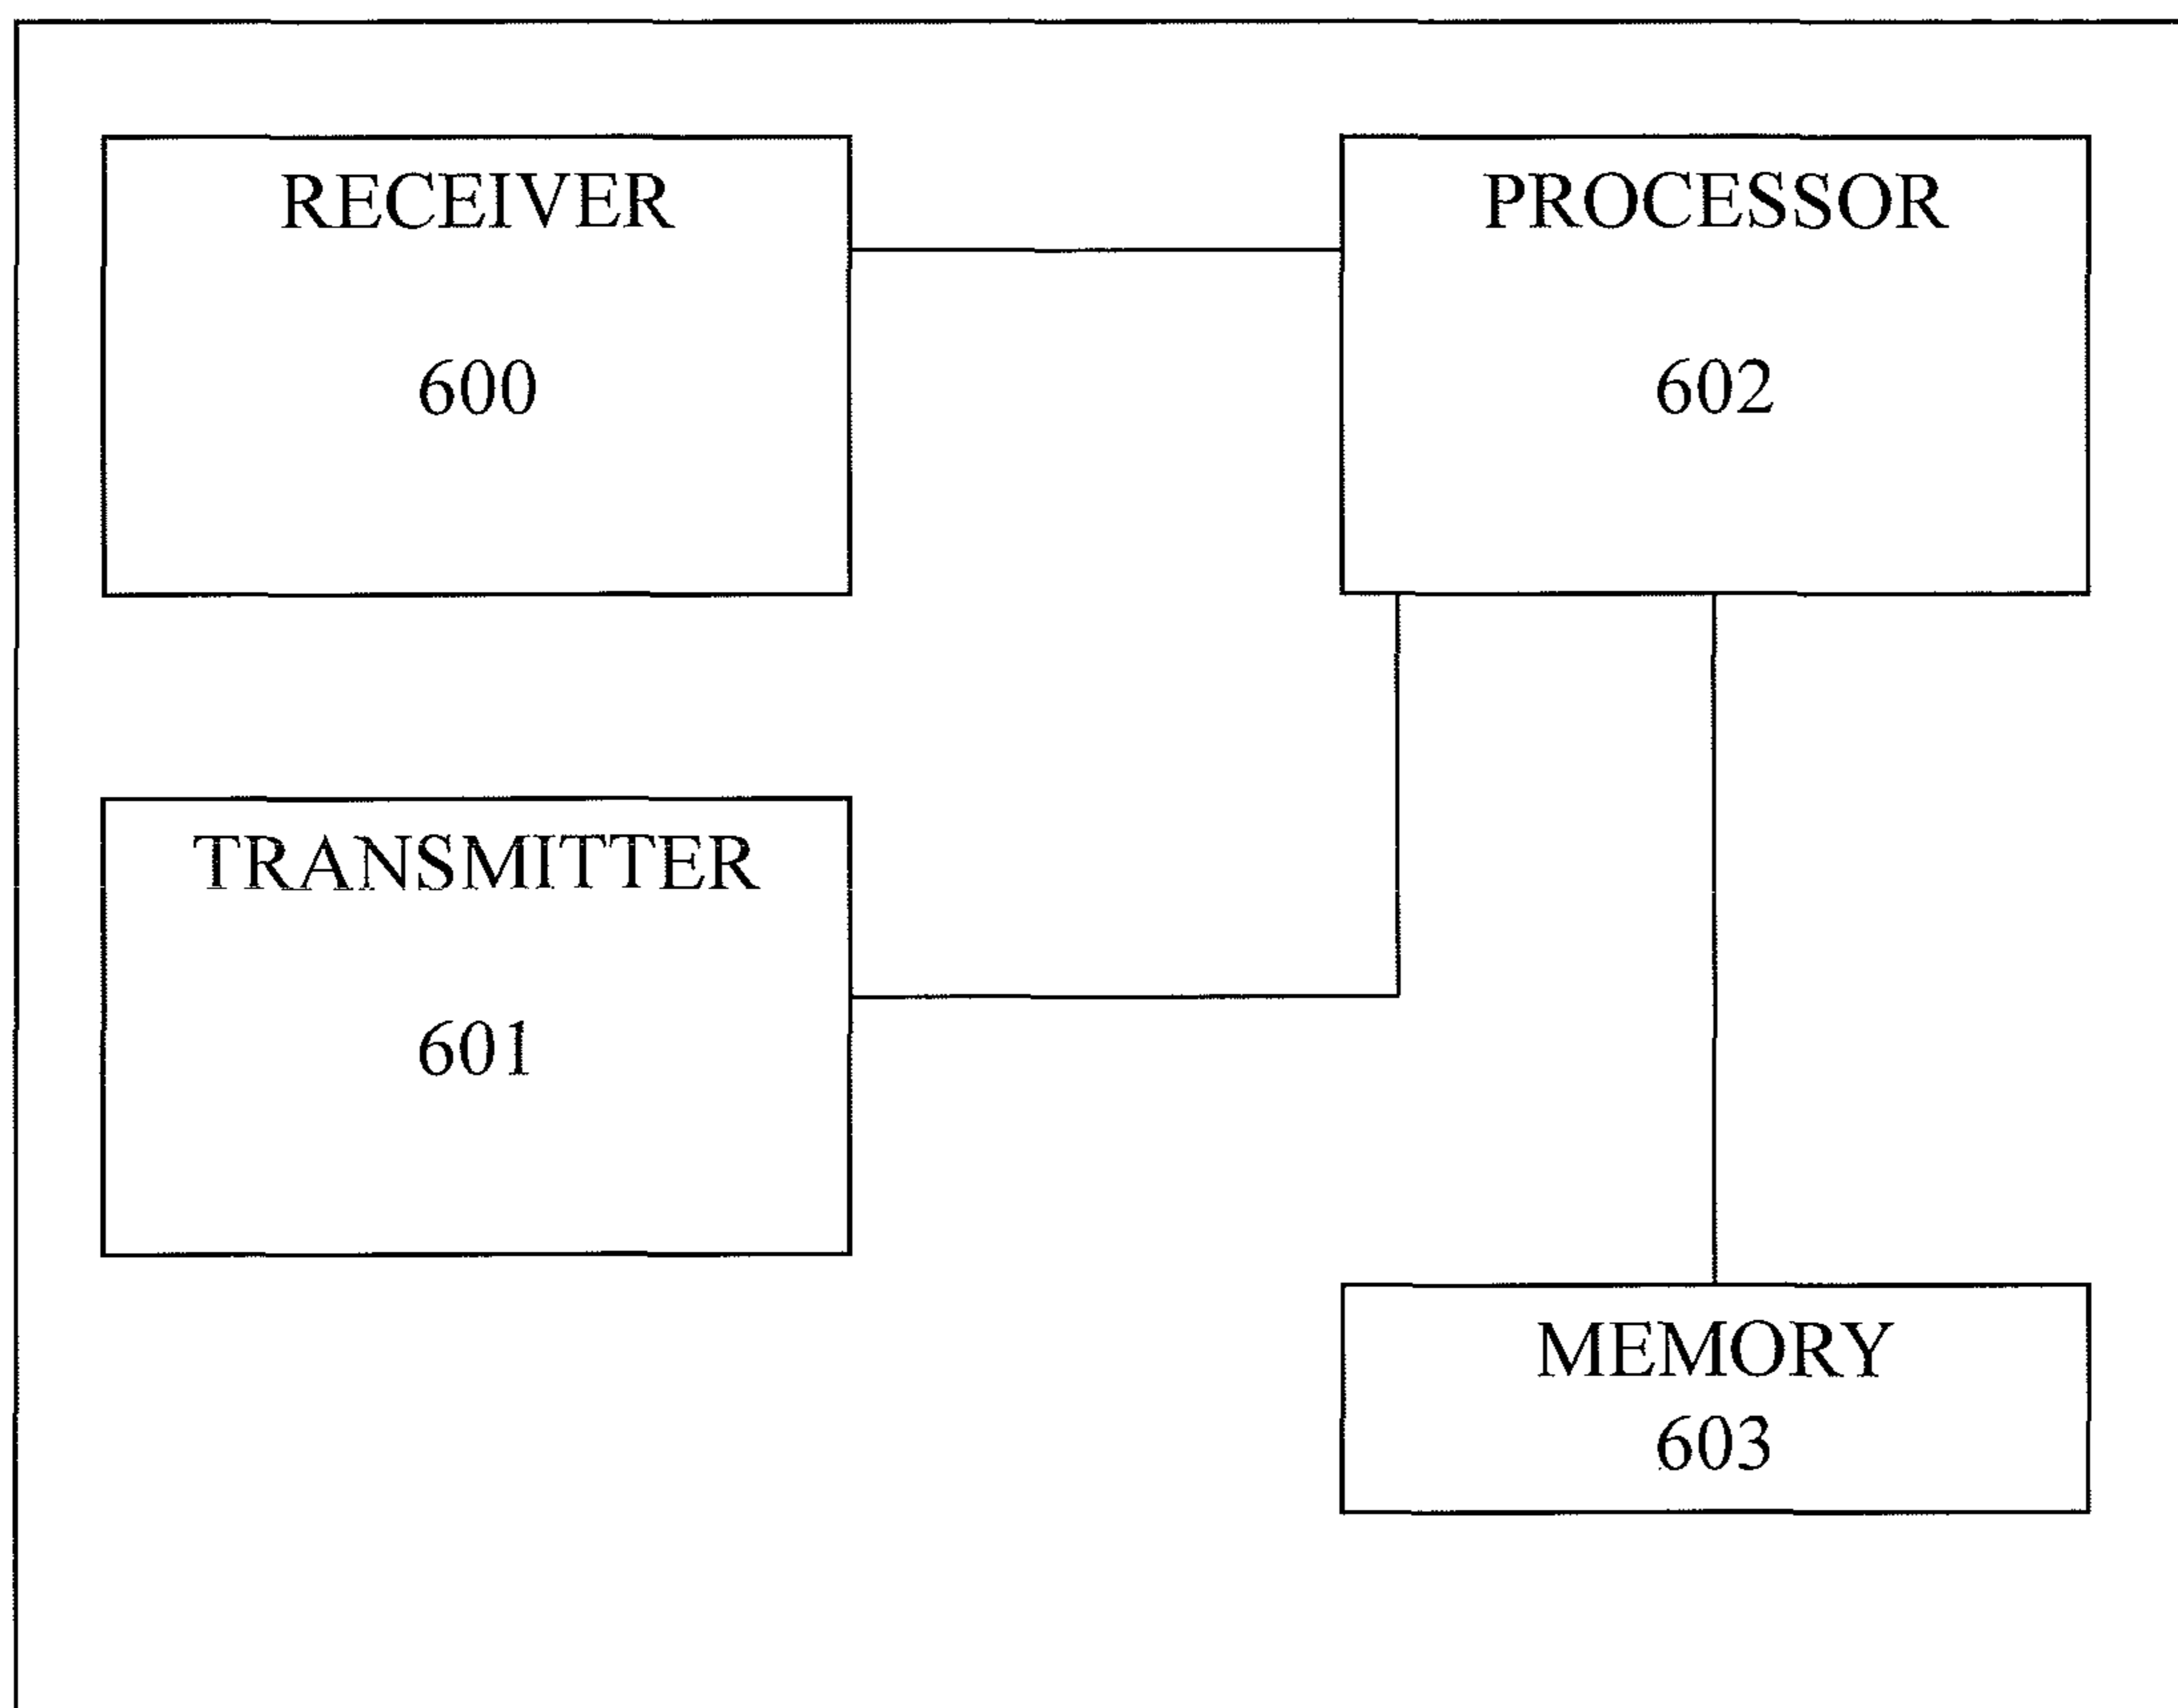 RECEIVER
600
PROCESSOR
602
TRANSMITTER
601
MEMORY
603